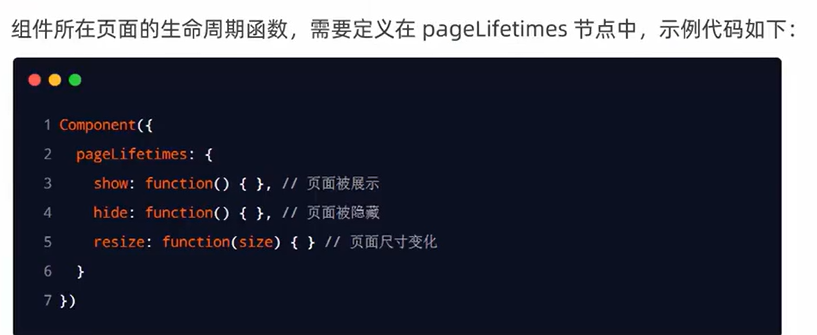 组件所在页面的生命周期函数，需要定义在 pageLifetimes 节点中，示例代码如下：
1 Component({
2   pageLifetimes: {
3     show: function() { }, // 页面被展示
4     hide: function() { }, // 页面被隐藏
5     resize: function(size) { } // 页面尺寸变化
6   }
7 })